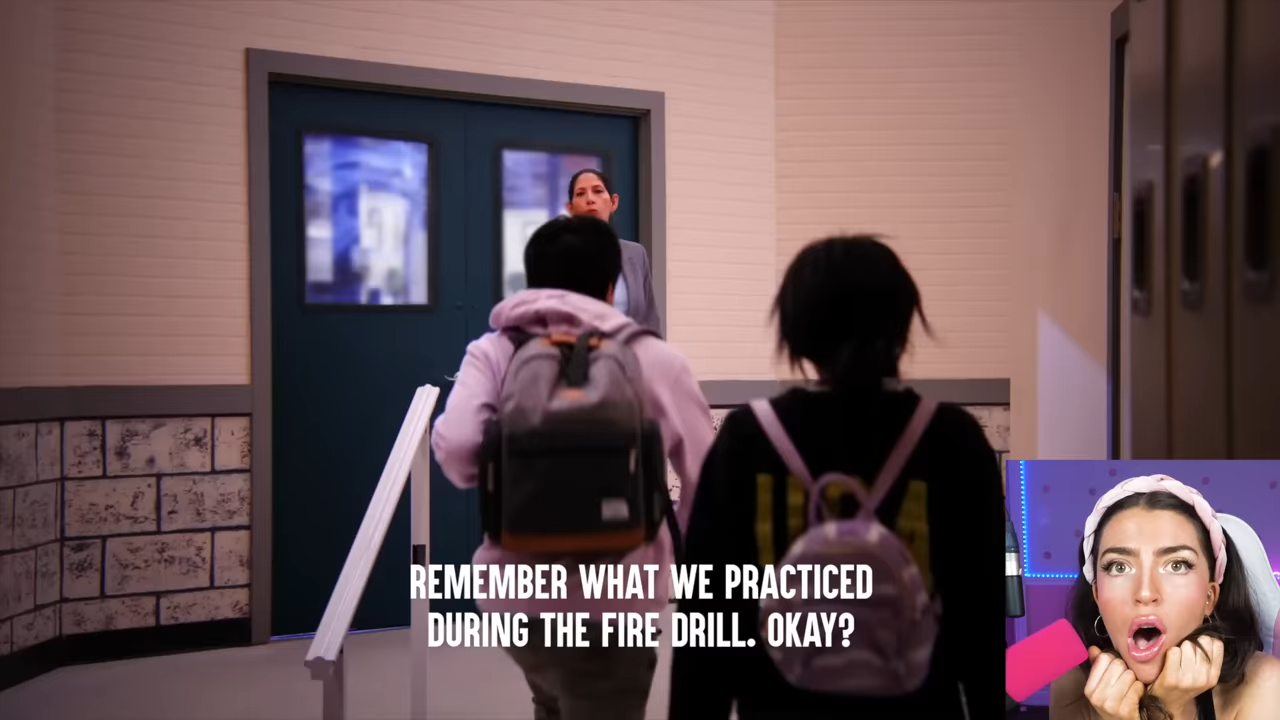 REMEMBER WHAT WE PRACTICED
DURING THE FIRE DRILL. OKAY?